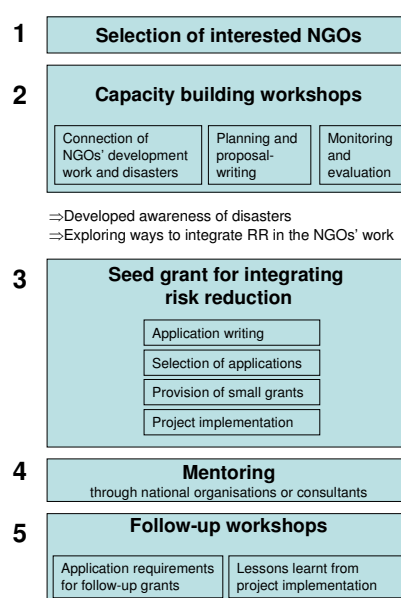 1
Selection of interested NGOs
2
Capacity building workshops
Connection of
NGOs' development
work and disasters
Planning and
proposal-
writing
Monitoring
and
evaluation
⇒Developed awareness of disasters
⇒Exploring ways to integrate RR in the NGOs' work
3
Seed grant for integrating
risk reduction
Application writing
Selection of applications
Provision of small grants
Project implementation
4
Mentoring
through national organisations or consultants
5
Follow-up workshops
Application requirements
for follow-up grants
Lessons learnt from
project implementation